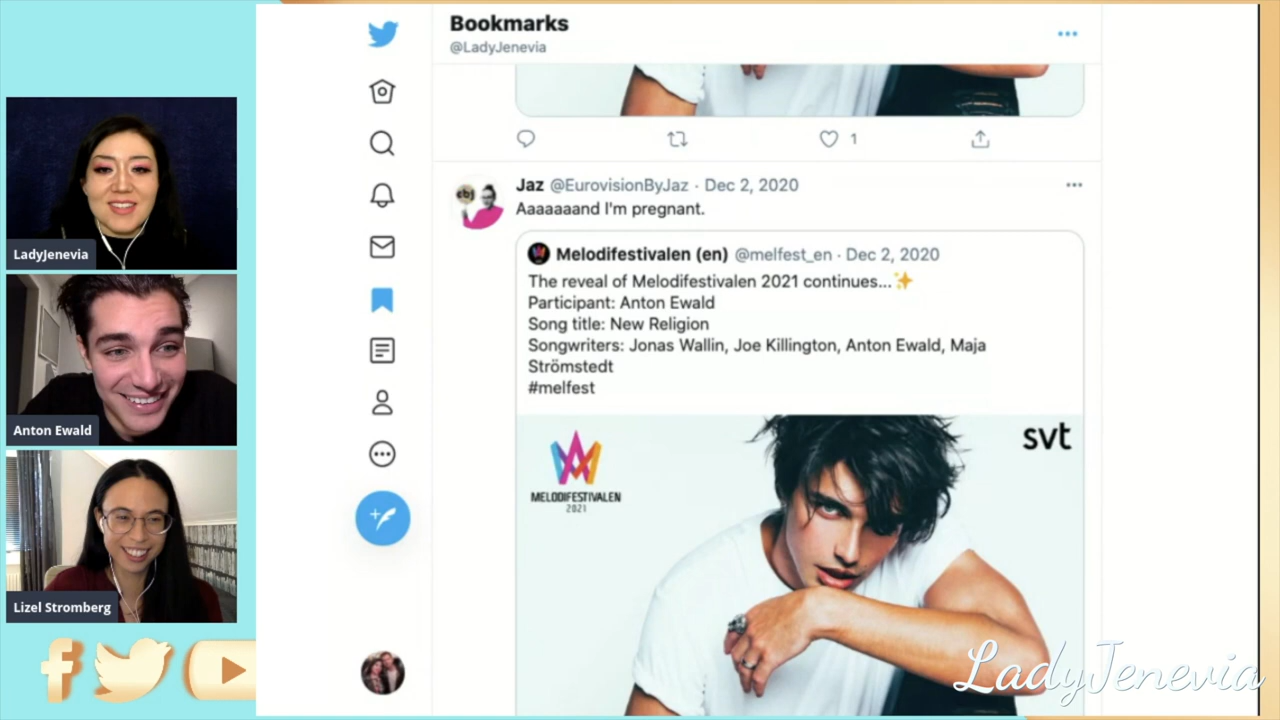 Bookmarks
@LadyJenevia
1
Jaz @EurovisionByJaz · Dec 2, 2020
Aaaaaaand I'm pregnant.
ebj
Melodifestivalen (en) @melfest_en · Dec 2, 2020
The reveal of Melodifestivalen 2021 continues...✨
Participant: Anton Ewald
Song title: New Religion
Songwriters: Jonas Wallin, Joe Killington, Anton Ewald, Maja
Strömstedt
#melfest
MELODIFESTIVALEN
2021
svt
LadyJenevia
Anton Ewald
Lizel Stromberg
LadyJenevia